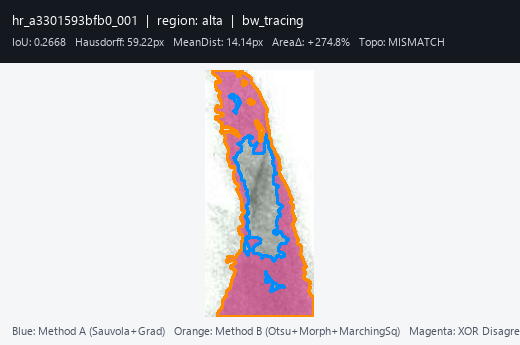 hr_a3301593bfb0_001 | region: alta | bw_tracing
IoU: 0.2668 Hausdorff: 59.22px MeanDist: 14.14px AreaΔ: +274.8% Topo: MISMATCH
Blue: Method A (Sauvola+Grad) Orange: Method B (Otsu+Morph+MarchingSq) Magenta: XOR Disagre